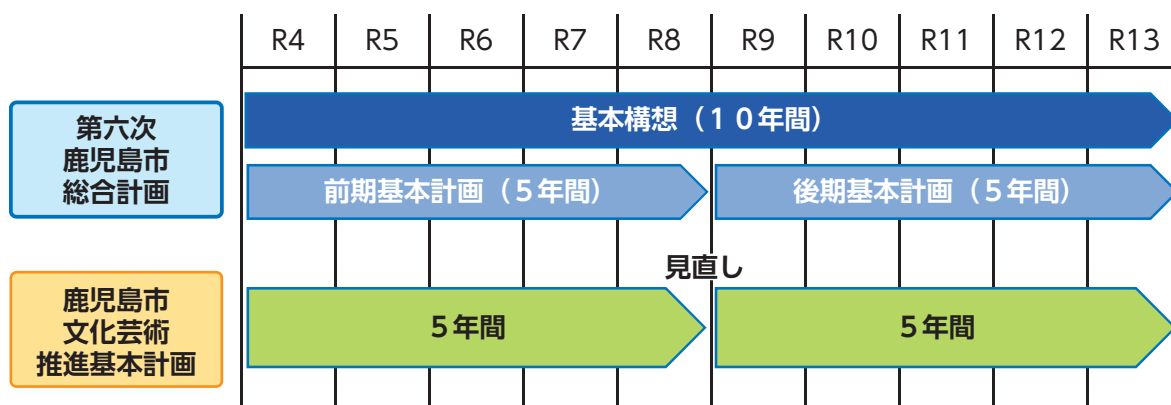 R4 R5 R6 R7 R8 R9 R10 R11 R12 R13
第六次
鹿児島市
総合計画
基本構想（１０年間）
前期基本計画（５年間）
後期基本計画（５年間）
見直し
鹿児島市
文化芸術
推進基本計画
５年間
５年間